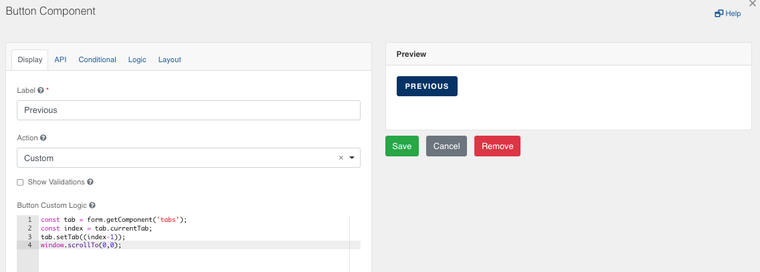 Button Component
Help
Display API Conditional Logic Layout
Label *
Previous
Action
Custom
Show Validations
Button Custom Logic
1 const tab = form.getComponent('tabs');
2 const index = tab.currentTab;
3 tab.setTab((index-1));
4 window.scrollTo(0,0);
Preview
PREVIOUS
Save Cancel Remove